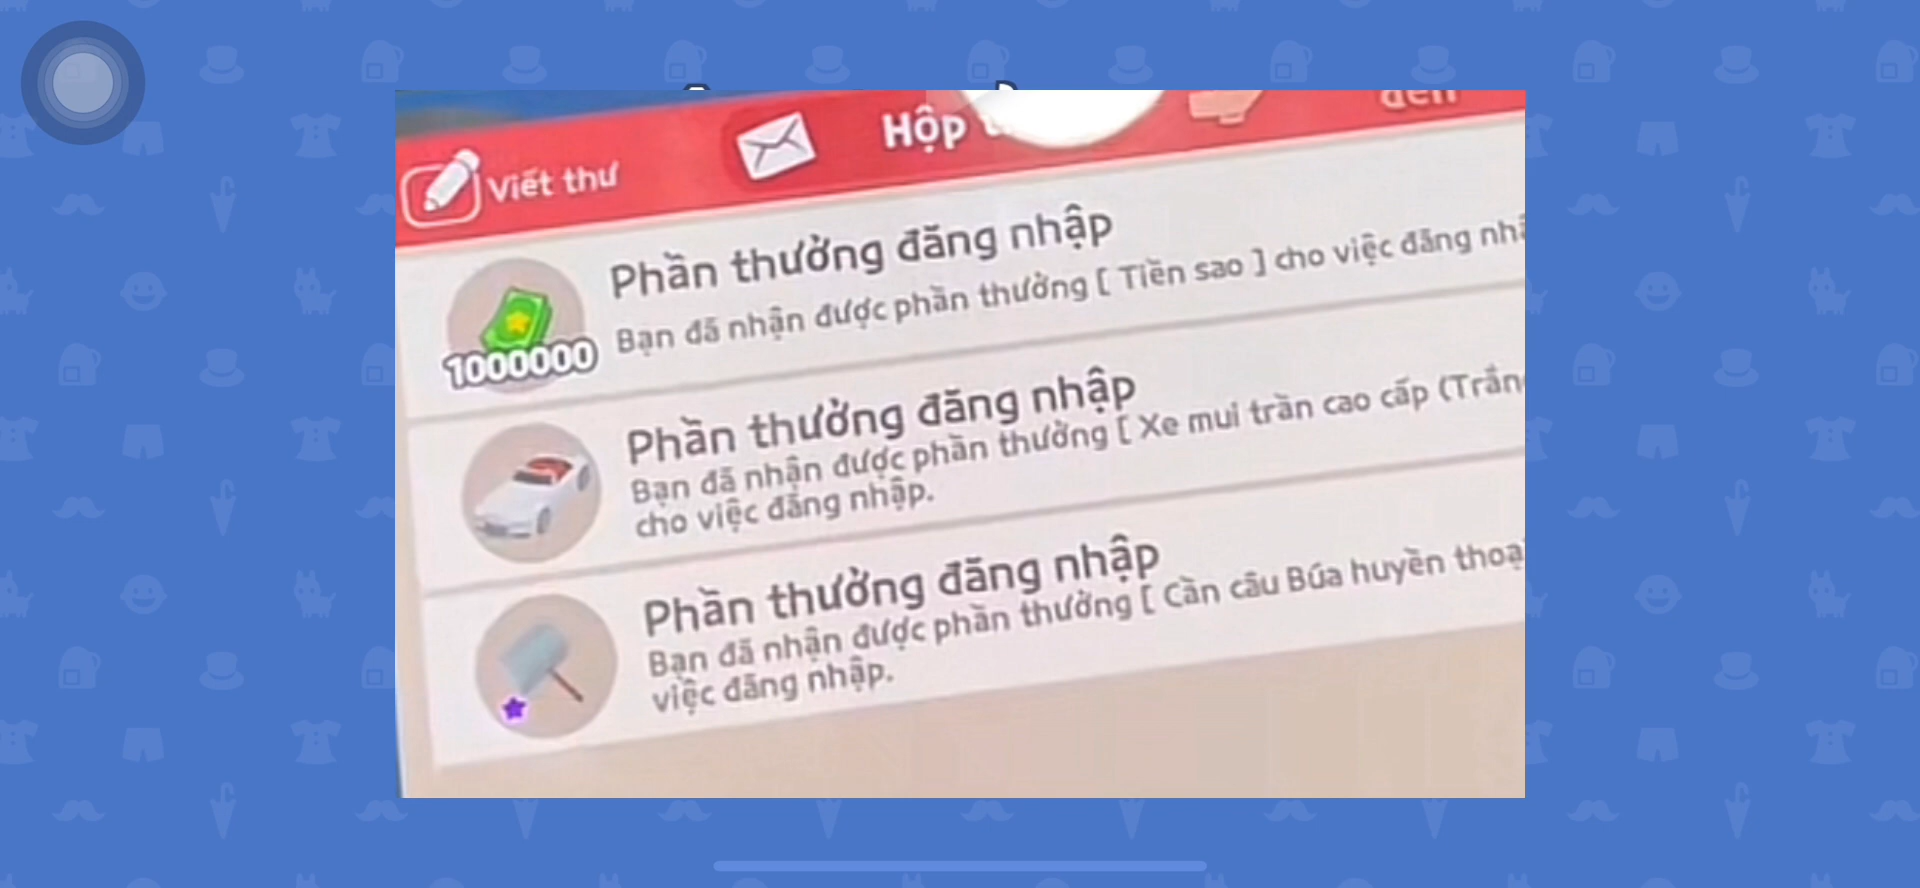 Viết thư
Hộp
đến
Phần thưởng đăng nhập
Bạn đã nhận được phần thưởng [ Tiền sao ] cho việc đăng
1000000
Phần thưởng đăng nhập
Bạn đã nhận được phần thưởng [ Xe mui trần cao cấp
cho việc đăng nhập.
Phần thưởng đăng nhập
Bạn đã nhận được phần thưởng [ Cần câu Búa huyền
việc đăng nhập.